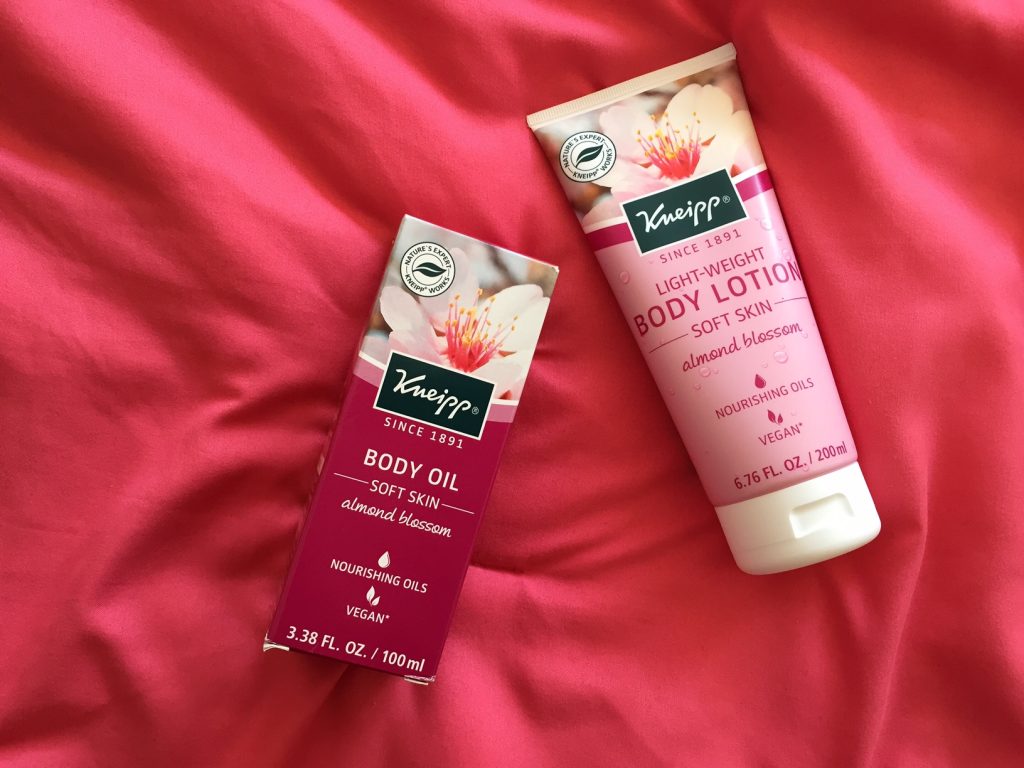 NATURE'S EXPERT
KNEIPP® WORKS
Kneipp®
SINCE 1891
BODY OIL
SOFT SKIN
almond blossom
NOURISHING OILS
VEGAN*
3.38 FL. OZ. / 100ml
NATURE'S EXPERT
KNEIPP® WORKS
Kneipp®
SINCE 1891
LIGHT-WEIGHT
BODY LOTION
SOFT SKIN
almond blossom
NOURISHING OILS
VEGAN*
6.76 FL. OZ. / 200ml